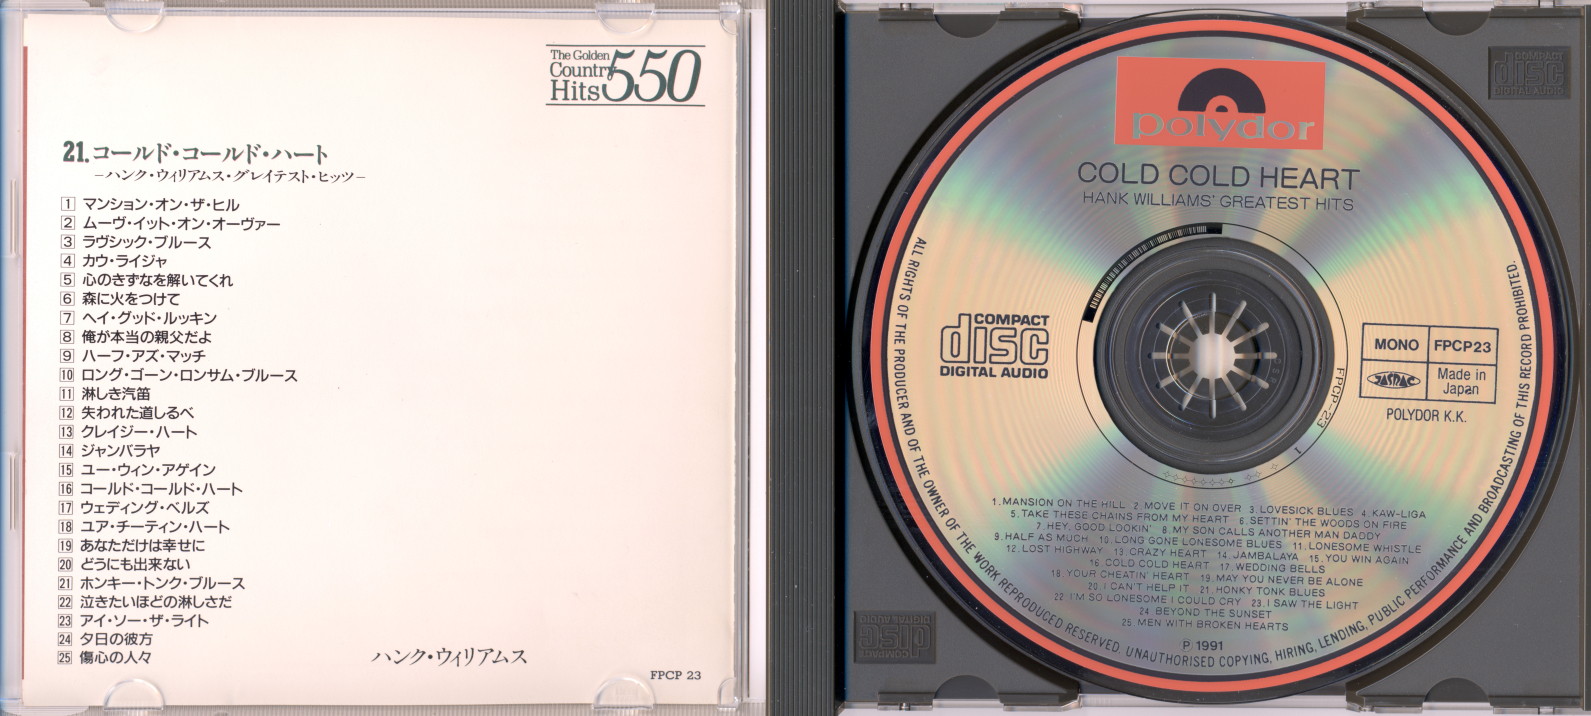 The Golden
Country
Hits 550
21.コールド・コールド・ハート
－ハンク・ウィリアムス・グレイテスト・ヒッツ－
1 マンション・オン・ザ・ヒル
2 ムーヴ・イット・オン・オーヴァー
3 ラヴシック・ブルース
4 カウ・ライジャ
5 心のきずなを解いてくれ
6 森に火をつけて
7 ヘイ・グッド・ルッキン
8 俺が本当の親父だよ
9 ハーフ・アズ・マッチ
10 ロング・ゴーン・ロンサム・ブルース
11 淋しき汽笛
12 失われた道しるべ
13 クレイジー・ハート
14 ジャンバラヤ
15 ユー・ウィン・アゲイン
16 コールド・コールド・ハート
17 ウェディング・ベルズ
18 ユア・チーティン・ハート
19 あなただけは幸せに
20 どうにも出来ない
21 ホンキー・トンク・ブルース
22 泣きたいほどの淋しさだ
23 アイ・ソー・ザ・ライト
24 夕日の彼方
25 傷心の人々
ハンク・ウィリアムス
FPCP 23
polydor
COLD COLD HEART
HANK WILLIAMS' GREATEST HITS
COMPACT
disc
DIGITAL AUDIO
MONO FPCP23
JASRAC Made in
Japan
POLYDOR K.K.
FPCP-23
1
1. MANSION ON THE HILL 2. MOVE IT ON OVER 3. LOVESICK BLUES 4. KAW-LIGA
5. TAKE THESE CHAINS FROM MY HEART 6. SETTIN' THE WOODS ON FIRE
7. HEY, GOOD LOOKIN' 8. MY SON CALLS ANOTHER MAN DADDY
9. HALF AS MUCH 10. LONG GONE LONESOME BLUES 11. LONESOME WHISTLE
12. LOST HIGHWAY 13. CRAZY HEART 14. JAMBALAYA 15. YOU WIN AGAIN
16. COLD COLD HEART 17. WEDDING BELLS
18. YOUR CHEATIN' HEART 19. MAY YOU NEVER BE ALONE
20. I CAN'T HELP IT 21. HONKY TONK BLUES
22. I'M SO LONESOME I COULD CRY 23. I SAW THE LIGHT
24. BEYOND THE SUNSET
25. MEN WITH BROKEN HEARTS
Ⓟ 1991
ALL RIGHTS OF THE PRODUCER AND OF THE OWNER OF THE WORK REPRODUCED RESERVED. UNAUTHORISED COPYING, HIRING, LENDING, PUBLIC PERFORMANCE AND BROADCASTING OF THIS RECORD PROHIBITED.
COMPACT
disc
DIGITAL AUDIO
COMPACT
disc
DIGITAL AUDIO